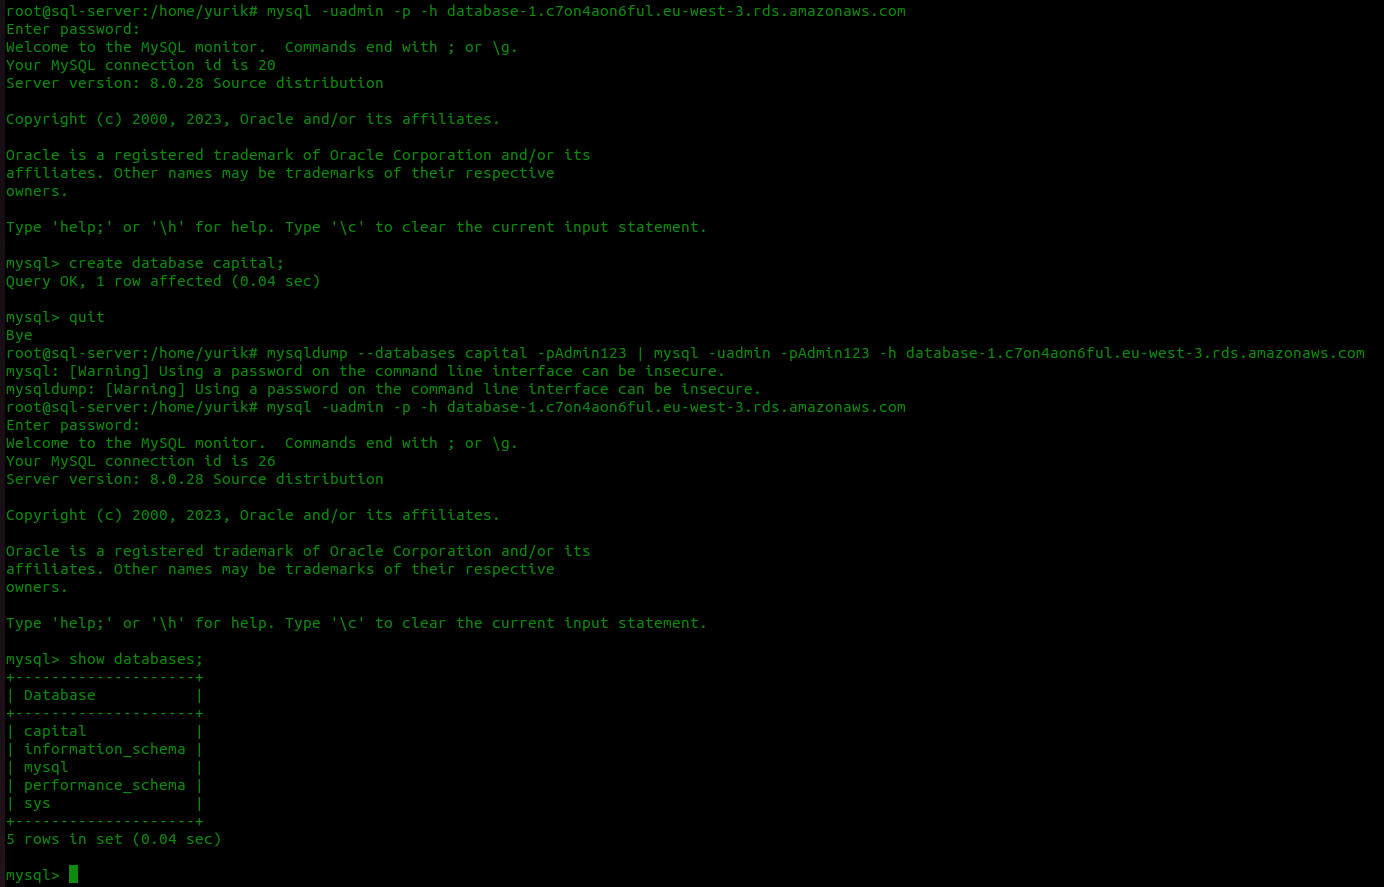 root@sql-server:/home/yurik# mysql -uadmin -p -h database-1.c7on4aon6ful.eu-west-3.rds.amazonaws.com
Enter password:
Welcome to the MySQL monitor.  Commands end with ; or \g.
Your MySQL connection id is 20
Server version: 8.0.28 Source distribution

Copyright (c) 2000, 2023, Oracle and/or its affiliates.

Oracle is a registered trademark of Oracle Corporation and/or its
affiliates. Other names may be trademarks of their respective
owners.

Type 'help;' or '\h' for help. Type '\c' to clear the current input statement.

mysql> create database capital;
Query OK, 1 row affected (0.04 sec)

mysql> quit
Bye
root@sql-server:/home/yurik# mysqldump --databases capital -pAdmin123 | mysql -uadmin -pAdmin123 -h database-1.c7on4aon6ful.eu-west-3.rds.amazonaws.com
mysql: [Warning] Using a password on the command line interface can be insecure.
mysqldump: [Warning] Using a password on the command line interface can be insecure.
root@sql-server:/home/yurik# mysql -uadmin -p -h database-1.c7on4aon6ful.eu-west-3.rds.amazonaws.com
Enter password:
Welcome to the MySQL monitor.  Commands end with ; or \g.
Your MySQL connection id is 26
Server version: 8.0.28 Source distribution

Copyright (c) 2000, 2023, Oracle and/or its affiliates.

Oracle is a registered trademark of Oracle Corporation and/or its
affiliates. Other names may be trademarks of their respective
owners.

Type 'help;' or '\h' for help. Type '\c' to clear the current input statement.

mysql> show databases;
+--------------------+
| Database           |
+--------------------+
| capital            |
| information_schema |
| mysql              |
| performance_schema |
| sys                |
+--------------------+
5 rows in set (0.04 sec)

mysql>